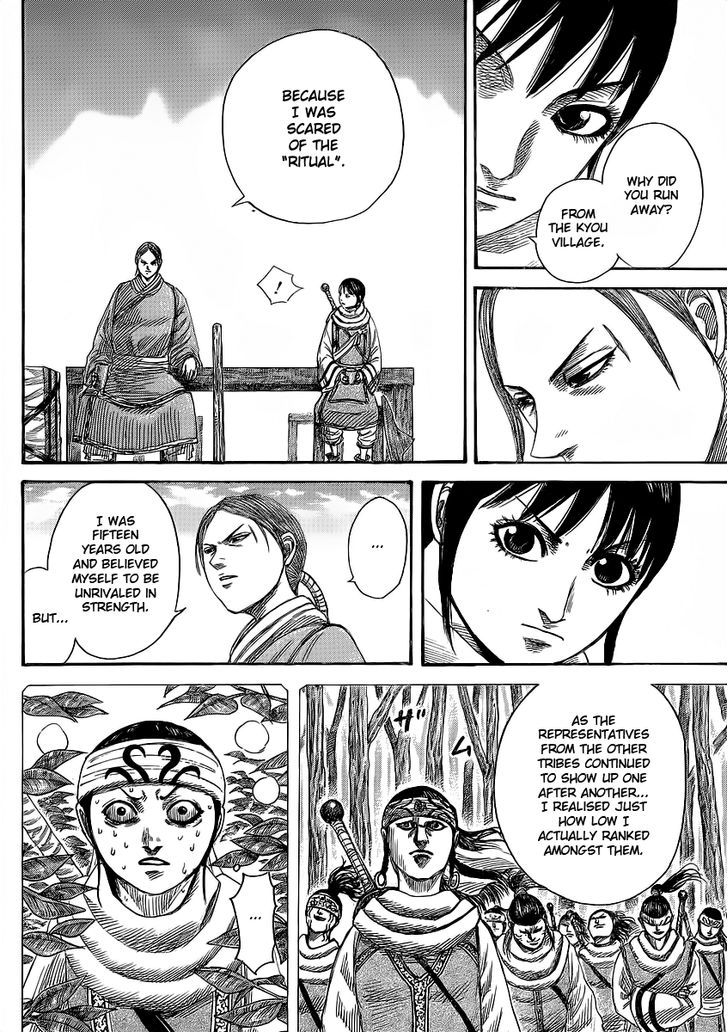 WHY DID
YOU RUN
AWAY?
FROM
THE KYOU
VILLAGE.
BECAUSE
I WAS
SCARED
OF THE
"RITUAL".
!
...
I WAS
FIFTEEN
YEARS OLD
AND BELIEVED
MYSELF TO BE
UNRIVALED IN
STRENGTH.
BUT...
AS THE
REPRESENTATIVES
FROM THE OTHER
TRIBES CONTINUED
TO SHOW UP ONE
AFTER ANOTHER...
I REALISED JUST
HOW LOW I
ACTUALLY RANKED
AMONGST THEM.
ザ
ム
...